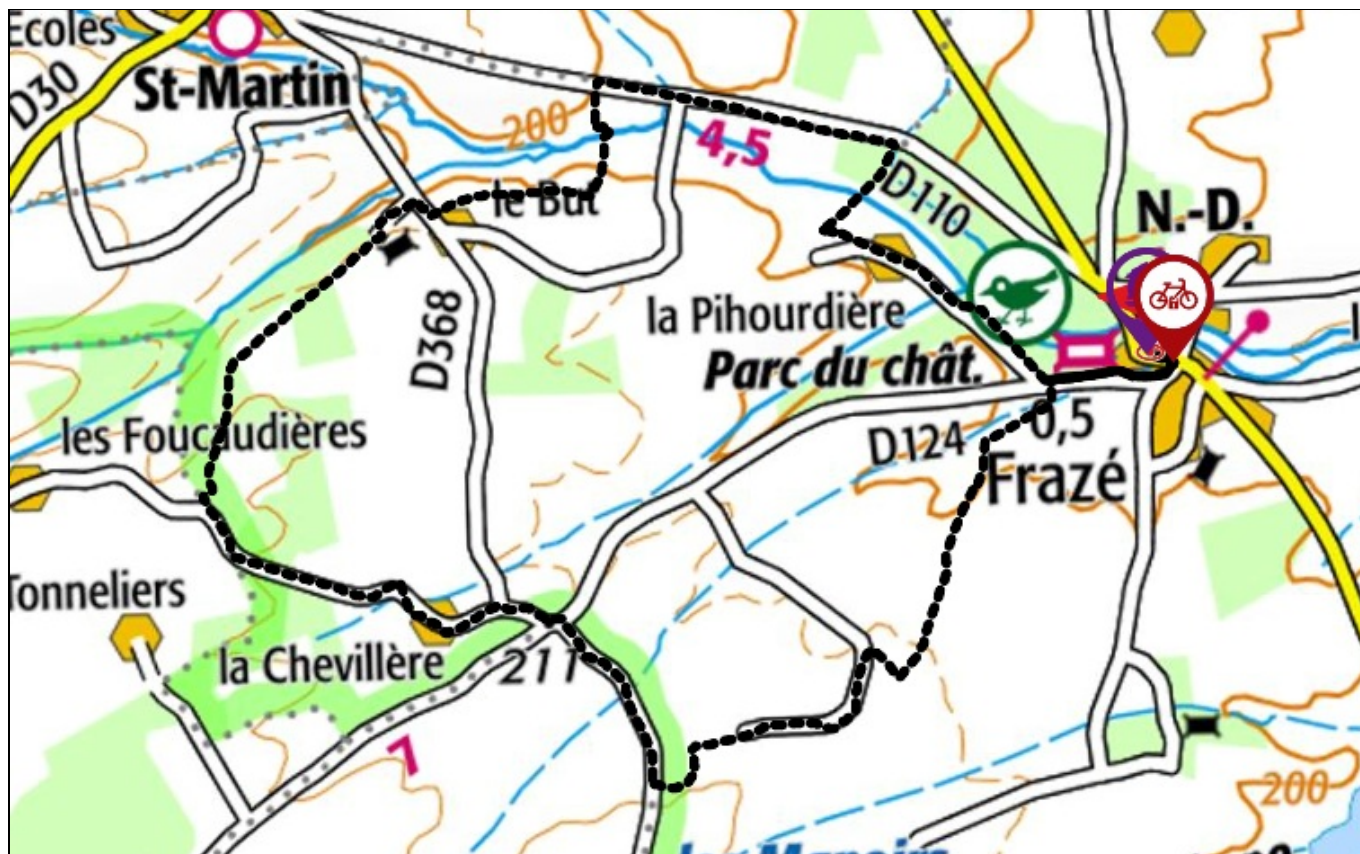 Ecoles
D30
St-Martin
200
4,5
le But
D110
N.-D.
la Pihourdière
D368
Parc du chât.
les Foucaudières
D124
0,5
Frazé
Tonneliers
la Chevillère
211
7
200